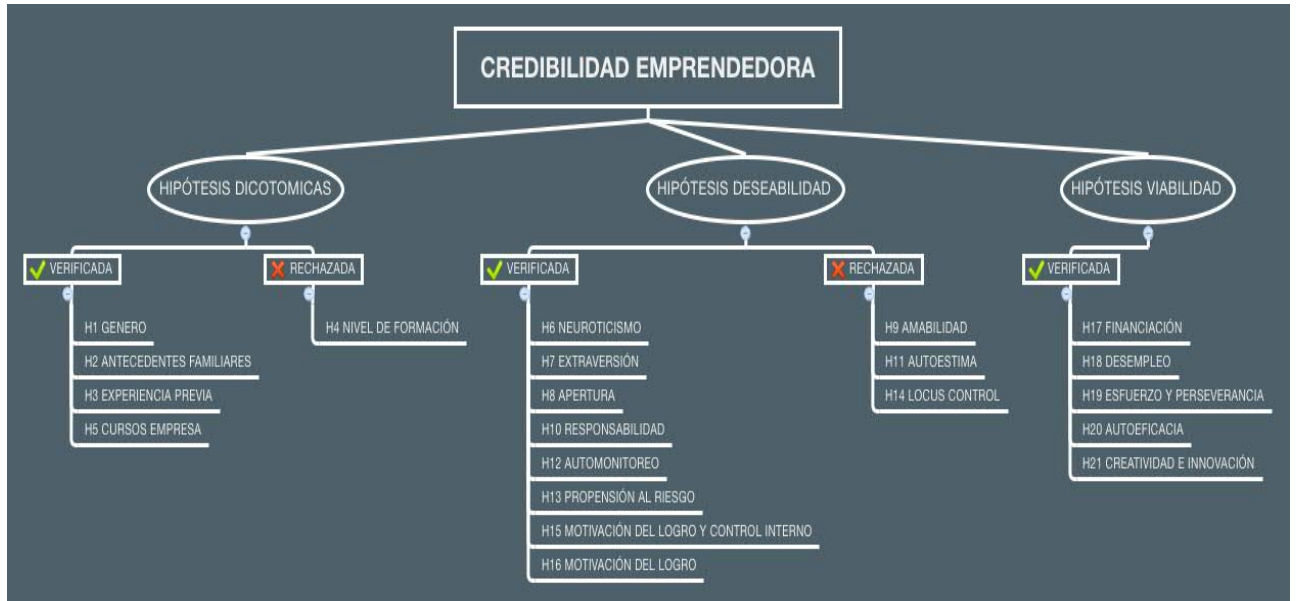 CREDIBILIDAD EMPRENDEDORA
HIPÓTESIS DICOTOMICAS
HIPÓTESIS DESEABILIDAD
HIPÓTESIS VIABILIDAD
VERIFICADA
RECHAZADA
VERIFICADA
RECHAZADA
VERIFICADA
H1 GENERO
H2 ANTECEDENTES FAMILIARES
H3 EXPERIENCIA PREVIA
H5 CURSOS EMPRESA
H4 NIVEL DE FORMACIÓN
H6 NEUROTICISMO
H7 EXTRAVERSIÓN
H8 APERTURA
H10 RESPONSABILIDAD
H12 AUTOMONITOREO
H13 PROPENSIÓN AL RIESGO
H15 MOTIVACIÓN DEL LOGRO Y CONTROL INTERNO
H16 MOTIVACIÓN DEL LOGRO
H9 AMABILIDAD
H11 AUTOESTIMA
H14 LOCUS CONTROL
H17 FINANCIACIÓN
H18 DESEMPLEO
H19 ESFUERZO Y PERSEVERANCIA
H20 AUTOEFICACIA
H21 CREATIVIDAD E INNOVACIÓN